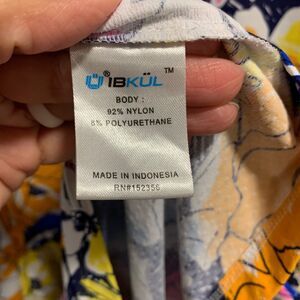 IBKÜL™
BODY :
92% NYLON
8% POLYURETHANE
MADE IN INDONESIA
RN#152356